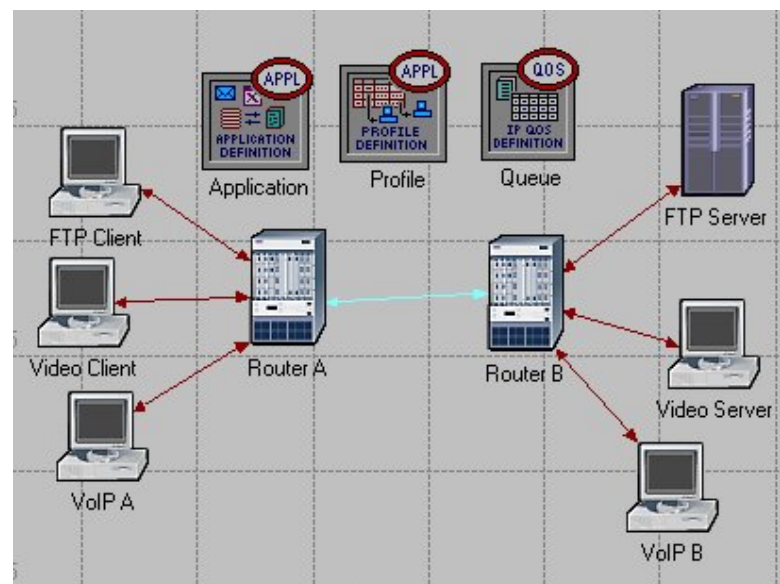 APPL
APPLICATION
DEFINITION
Application
APPL
PROFILE
DEFINITION
Profile
QOS
IP QOS
DEFINITION
Queue
FTP Client
FTP Server
Video Client
Router A
Router B
Video Server
VoIP A
VoIP B